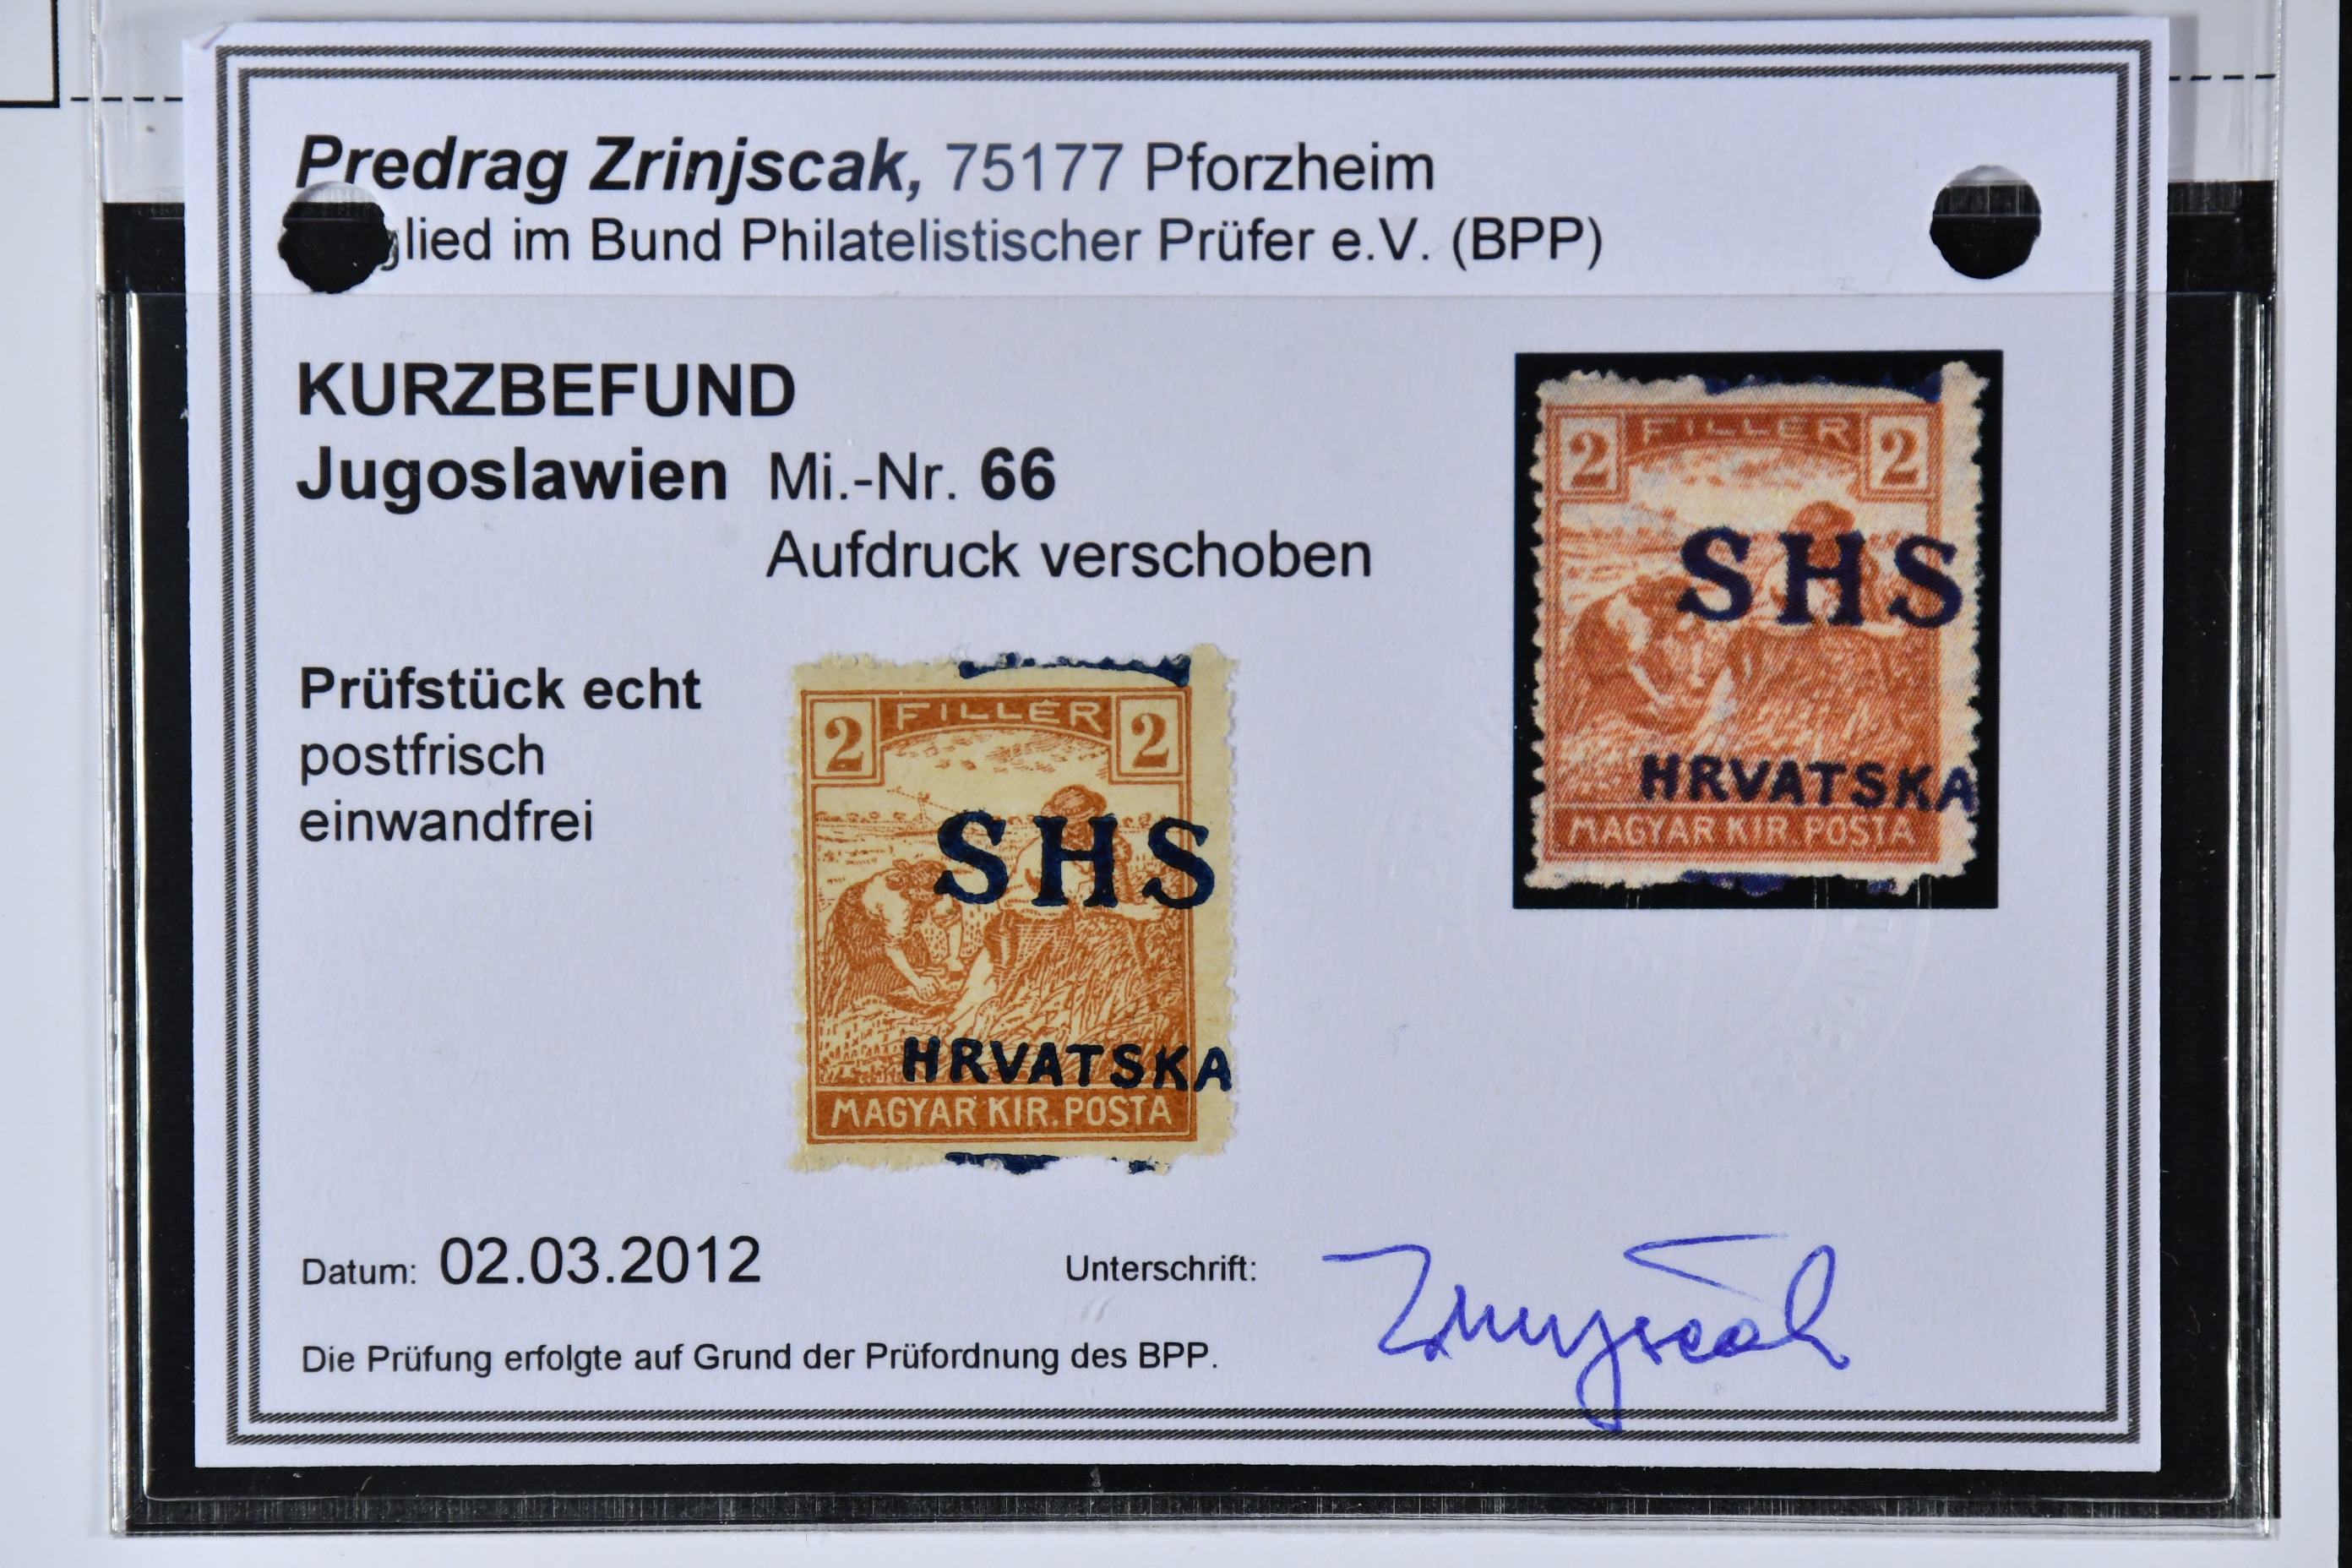 Predrag Zrinjscak, 75177 Pforzheim
glied im Bund Philatelistischer Prüfer e.V. (BPP)
KURZBEFUND
Jugoslawien Mi.-Nr. 66
Aufdruck verschoben
Prüfstück echt
postfrisch
einwandfrei
2 FILLÉR 2
SHS
HRVATSKA
MAGYAR KIR. POSTA
2 FILLÉR 2
SHS
HRVATSKA
MAGYAR KIR. POSTA
Datum: 02.03.2012
Unterschrift: Zrinjscak
Die Prüfung erfolgte auf Grund der Prüfordnung des BPP.